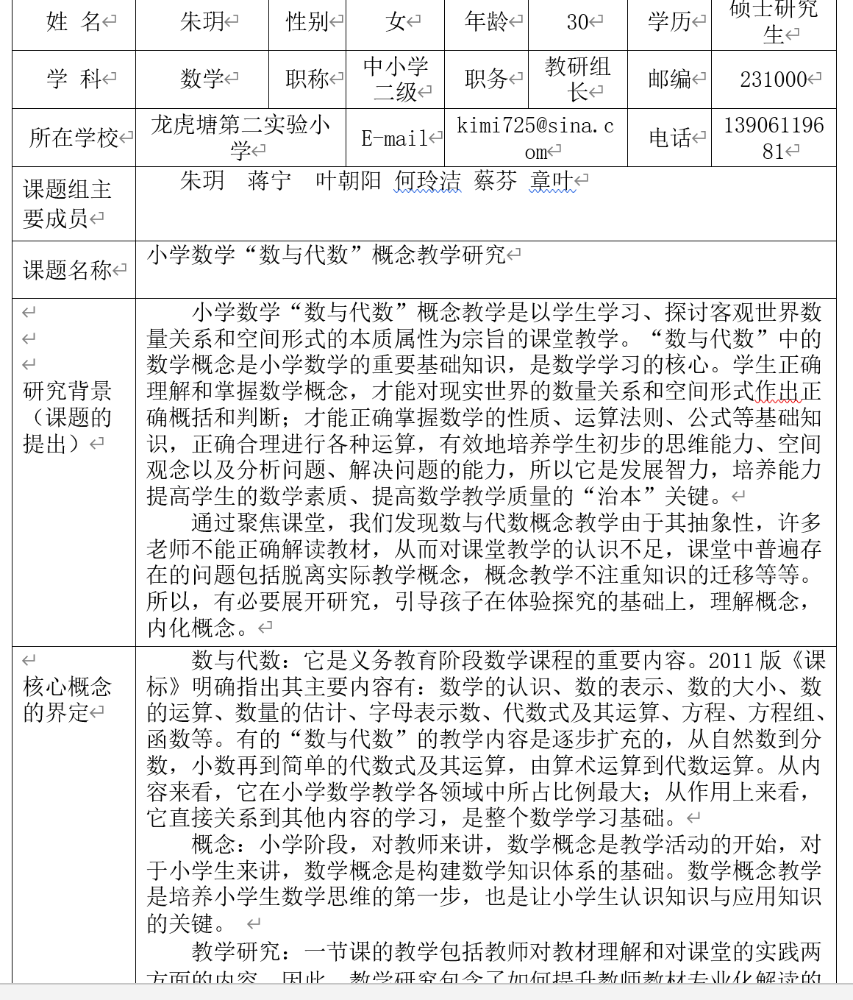 姓 名 朱玥 性别 女 年龄 30 学历 硕士研究生
学 科 数学 职称 中小学二级 职务 教研组长 邮编 231000
所在学校 龙虎塘第二实验小学 E-mail kimi725@sina.com 电话 13906119681
课题组主要成员 朱玥 蒋宁 叶朝阳 何玲洁 蔡芬 章叶
课题名称 小学数学“数与代数”概念教学研究
研究背景
（课题的
提出）
小学数学“数与代数”概念教学是以学生学习、探讨客观世界数
量关系和空间形式的本质属性为宗旨的课堂教学。“数与代数”中的
数学概念是小学数学的重要基础知识，是数学学习的核心。学生正确
理解和掌握数学概念，才能对现实世界的数量关系和空间形式作出正
确概括和判断；才能正确掌握数学的性质、运算法则、公式等基础知
识，正确合理进行各种运算，有效地培养学生初步的思维能力、空间
观念以及分析问题、解决问题的能力，所以它是发展智力，培养能力
提高学生的数学素质、提高数学教学质量的“治本”关键。
通过聚焦课堂，我们发现数与代数概念教学由于其抽象性，许多
老师不能正确解读教材，从而对课堂教学的认识不足，课堂中普遍存
在的问题包括脱离实际教学概念，概念教学不注重知识的迁移等等。
所以，有必要展开研究，引导孩子在体验探究的基础上，理解概念，
内化概念。
核心概念
的界定
数与代数：它是义务教育阶段数学课程的重要内容。2011 版《课
标》明确指出其主要内容有：数学的认识、数的表示、数的大小、数
的运算、数量的估计、字母表示数、代数式及其运算、方程、方程组、
函数等。有的“数与代数”的教学内容是逐步扩充的，从自然数到分
数，小数再到简单的代数式及其运算，由算术运算到代数运算。从内
容来看，它在小学数学教学各领域中所占比例最大；从作用上来看，
它直接关系到其他内容的学习，是整个数学学习基础。
概念：小学阶段，对教师来讲，数学概念是教学活动的开始，对
于小学生来讲，数学概念是构建数学知识体系的基础。数学概念教学
是培养小学生数学思维的第一步，也是让小学生认识知识与应用知识
的关键。
教学研究：一节课的教学包括教师对教材理解和对课堂的实践两
方面的内容，因此，教学研究包含了如何提升教师教材专业化解读的